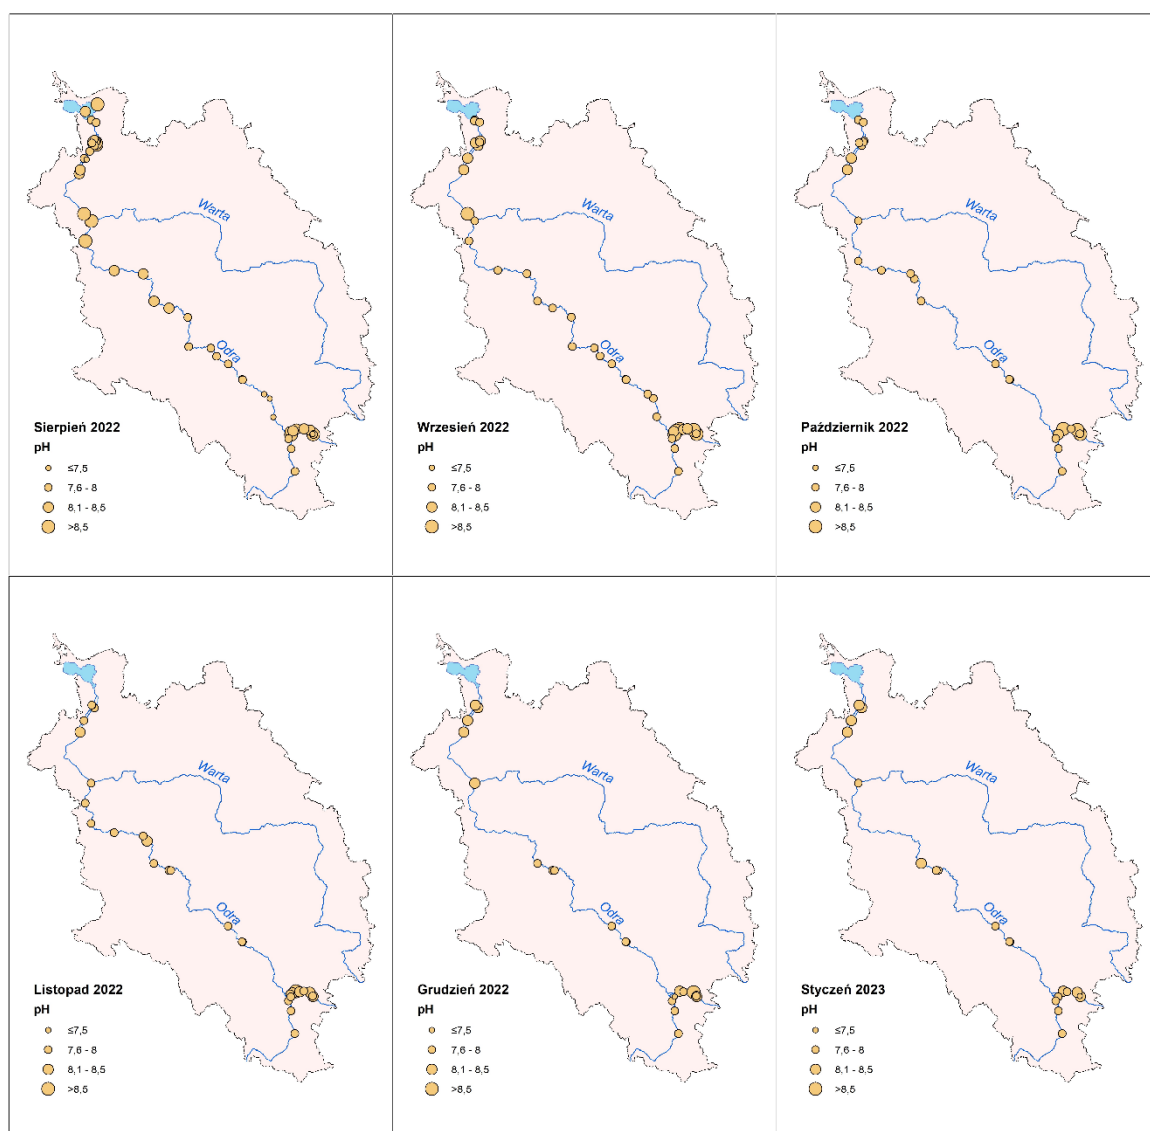 Warta
Odra
Sierpień 2022
pH
≤7,5
7,6 - 8
8,1 - 8,5
>8,5
Warta
Odra
Wrzesień 2022
pH
≤7,5
7,6 - 8
8,1 - 8,5
>8,5
Warta
Odra
Październik 2022
pH
≤7,5
7,6 - 8
8,1 - 8,5
>8,5
Warta
Odra
Listopad 2022
pH
≤7,5
7,6 - 8
8,1 - 8,5
>8,5
Warta
Odra
Grudzień 2022
pH
≤7,5
7,6 - 8
8,1 - 8,5
>8,5
Warta
Odra
Styczeń 2023
pH
≤7,5
7,6 - 8
8,1 - 8,5
>8,5